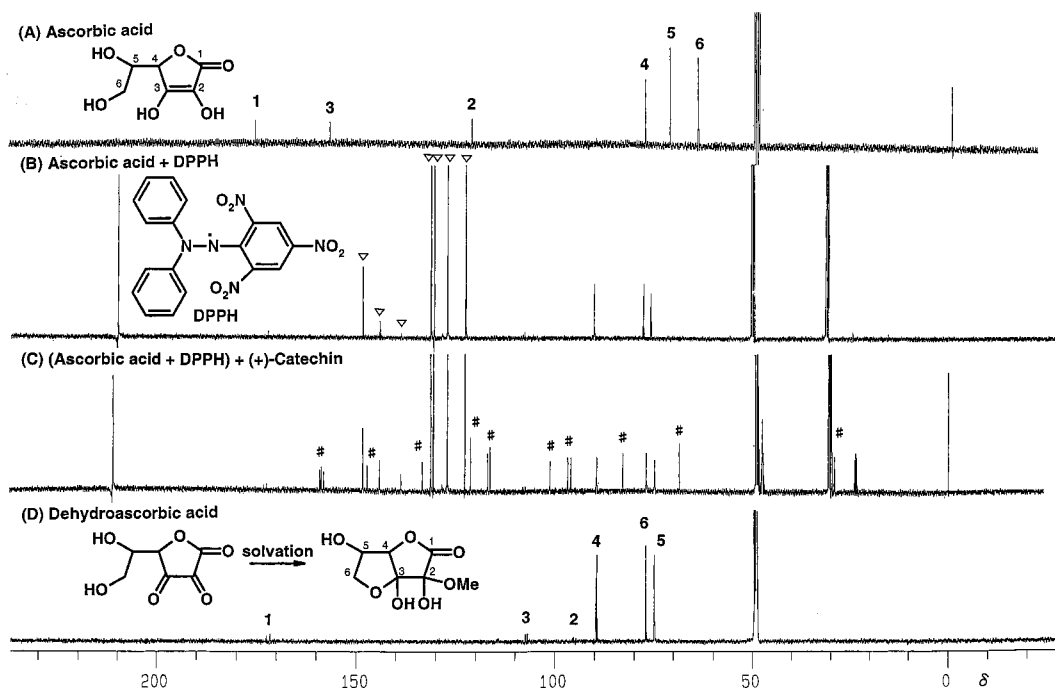 (A) Ascorbic acid
HO
5
4
O
1
O
6
3
2
HO
OH
OH
1
3
2
4
5
6
(B) Ascorbic acid + DPPH
O₂N
N
N
NO₂
O₂N
DPPH
(C) (Ascorbic acid + DPPH) + (+)-Catechin
#
#
#
#
#
#
#
#
#
#
(D) Dehydroascorbic acid
HO
O
O
HO
O
O
solvation
HO
5
4
O
1
O
6
3
2
OMe
O
OH
OH
1
3
2
4
6
5
200
150
100
50
0
δ